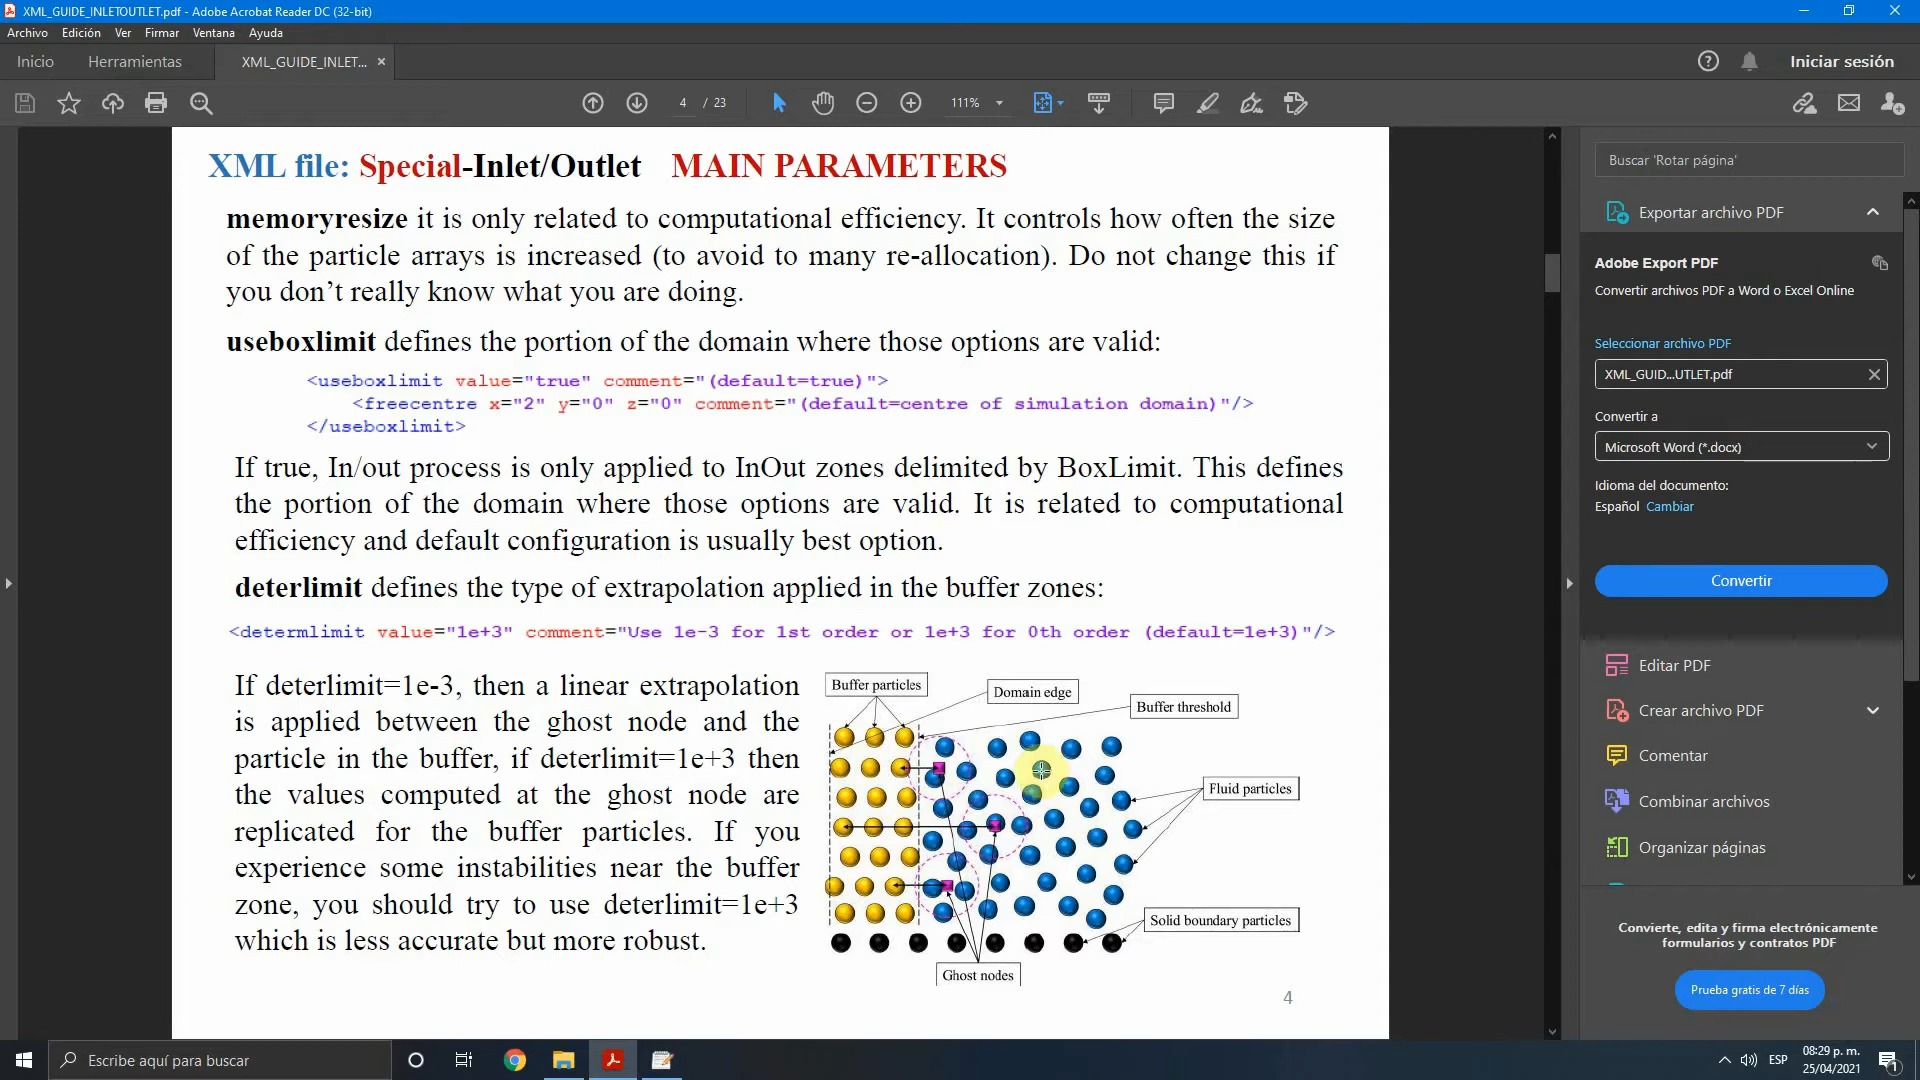 XML_GUIDE_INLETOUTLET.pdf - Adobe Acrobat Reader DC (32-bit)
Archivo Edición Ver Firmar Ventana Ayuda
Inicio Herramientas XML_GUIDE_INLET... × Iniciar sesión
4 / 23 111%
XML file: Special-Inlet/Outlet MAIN PARAMETERS
memoryresize it is only related to computational efficiency. It controls how often the size
of the particle arrays is increased (to avoid to many re-allocation). Do not change this if
you don't really know what you are doing.
useboxlimit defines the portion of the domain where those options are valid:
<useboxlimit value="true" comment="(default=true)">
<freecentre x="2" y="0" z="0" comment="(default=centre of simulation domain)"/>
</useboxlimit>
If true, In/out process is only applied to InOut zones delimited by BoxLimit. This defines
the portion of the domain where those options are valid. It is related to computational
efficiency and default configuration is usually best option.
deterlimit defines the type of extrapolation applied in the buffer zones:
<determlimit value="1e+3" comment="Use 1e-3 for 1st order or 1e+3 for 0th order (default=1e+3)"/>
If deterlimit=1e-3, then a linear extrapolation
is applied between the ghost node and the
particle in the buffer, if deterlimit=1e+3 then
the values computed at the ghost node are
replicated for the buffer particles. If you
experience some instabilities near the buffer
zone, you should try to use deterlimit=1e+3
which is less accurate but more robust.
Buffer particles
Domain edge
Buffer threshold
Fluid particles
Solid boundary particles
Ghost nodes
4
Buscar 'Rotar página'
Exportar archivo PDF
Adobe Export PDF
Convertir archivos PDF a Word o Excel Online
Seleccionar archivo PDF
XML_GUID...UTLET.pdf
Convertir a
Microsoft Word (*.docx)
Idioma del documento:
Español Cambiar
Convertir
Editar PDF
Crear archivo PDF
Comentar
Combinar archivos
Organizar páginas
Convierte, edita y firma electrónicamente
formularios y contratos PDF
Prueba gratis de 7 días
Escribe aquí para buscar
ESP
08:29 p. m.
25/04/2021
1